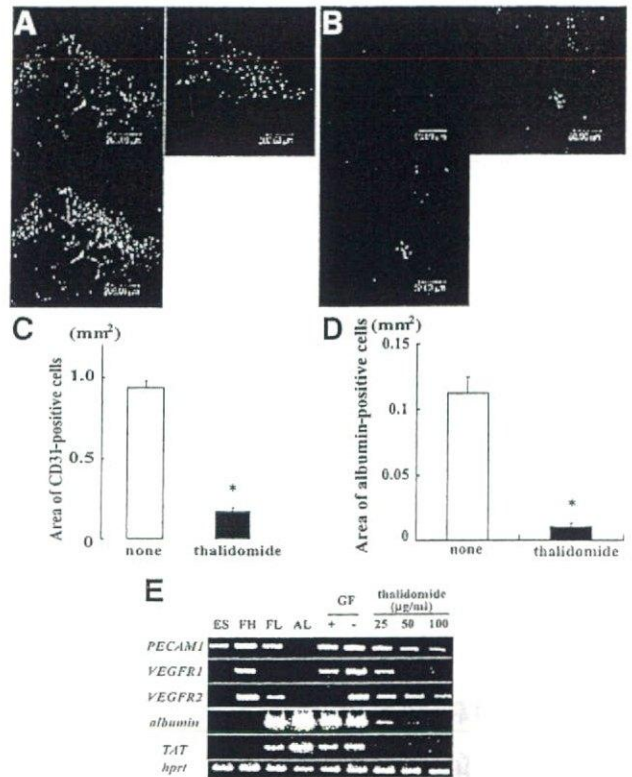 A
B
C
(mm²)
Area of CD31-positive cells
1.0
0.5
0
*
none
thalidomide
D
(mm²)
Area of albumin-positive cells
0.15
0.1
0.05
0
*
none
thalidomide
E
GF
thalidomide
(µg/ml)
ES FH FL AL + - 25 50 100
PECAM1
VEGFR1
VEGFR2
albumin
TAT
hprt